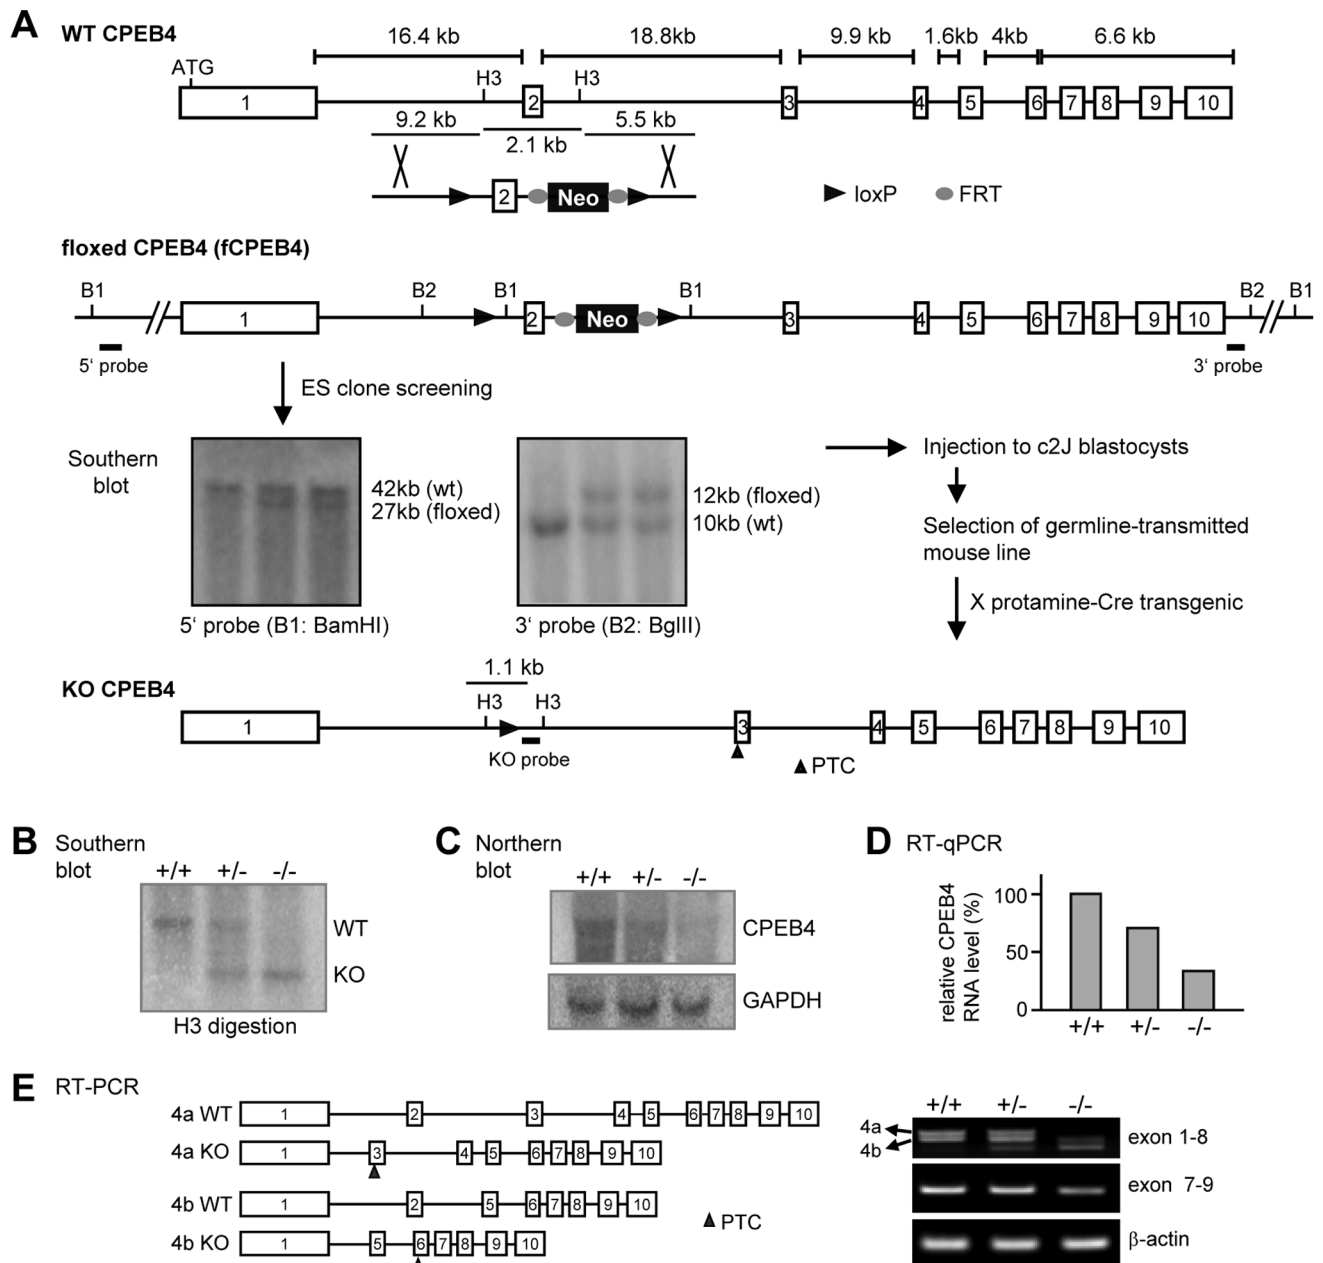 A
WT CPEB4
16.4 kb 18.8kb 9.9 kb 1.6kb 4kb 6.6 kb
ATG
H3 H3
1 2 3 4 5 6 7 8 9 10
9.2 kb 5.5 kb
2.1 kb
2 Neo
loxP FRT
floxed CPEB4 (fCPEB4)
B1 B2 B1 B1 B2 B1
1 2 Neo 3 4 5 6 7 8 9 10
5‘ probe 3‘ probe
ES clone screening
Southern
blot
42kb (wt)
27kb (floxed)
12kb (floxed)
10kb (wt)
5‘ probe (B1: BamHI) 3‘ probe (B2: BglII)
Injection to c2J blastocysts
Selection of germline-transmitted
mouse line
X protamine-Cre transgenic
KO CPEB4
1.1 kb
H3 H3
1 3 4 5 6 7 8 9 10
KO probe
PTC
B Southern
blot
+/+ +/- -/-
WT
KO
H3 digestion
C Northern
blot
+/+ +/- -/-
CPEB4
GAPDH
D RT-qPCR
relative CPEB4
RNA level (%)
100
50
0
+/+ +/- -/-
E RT-PCR
4a WT 1 2 3 4 5 6 7 8 9 10
4a KO 1 3 4 5 6 7 8 9 10
4b WT 1 2 5 6 7 8 9 10
4b KO 1 5 6 7 8 9 10
PTC
+/+ +/- -/-
4a
4b
exon 1-8
exon 7-9
β-actin